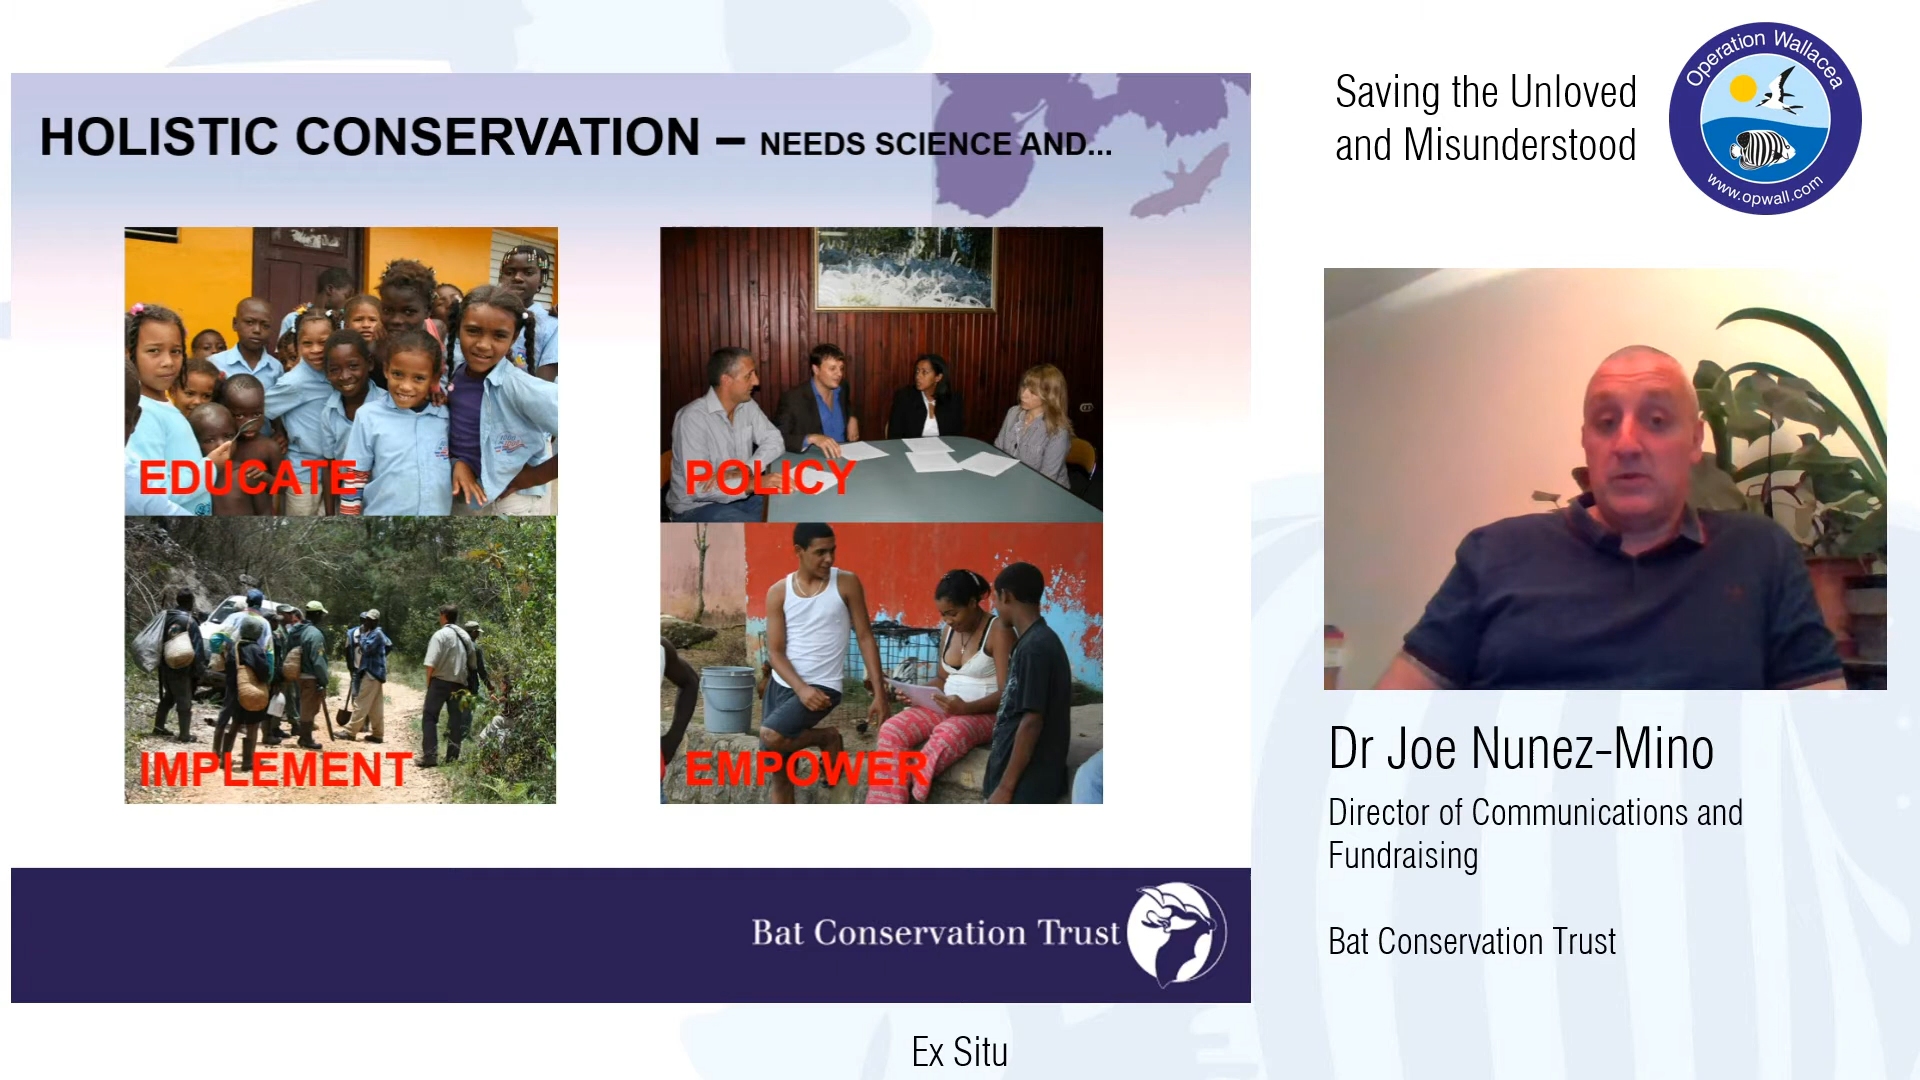 HOLISTIC CONSERVATION – NEEDS SCIENCE AND...
EDUCATE
POLICY
IMPLEMENT
EMPOWER
Bat Conservation Trust
Saving the Unloved
and Misunderstood
Operation Wallacea
www.opwall.com
Dr Joe Nunez-Mino
Director of Communications and
Fundraising
Bat Conservation Trust
Ex Situ